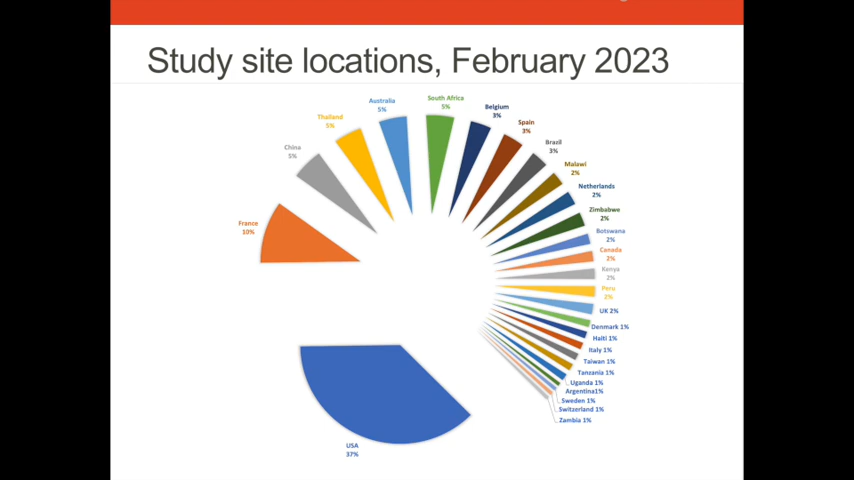 Study site locations, February 2023
South Africa
5%
Australia
5%
Belgium
3%
Thailand
5%
Spain
3%
China
5%
Brazil
3%
Malawi
2%
Netherlands
2%
Zimbabwe
2%
France
10%
Botswana
2%
Canada
2%
Kenya
2%
Peru
2%
UK 2%
Denmark 1%
Haiti 1%
Italy 1%
Taiwan 1%
Tanzania 1%
Uganda 1%
Argentina1%
Sweden 1%
Switzerland 1%
Zambia 1%
USA
37%